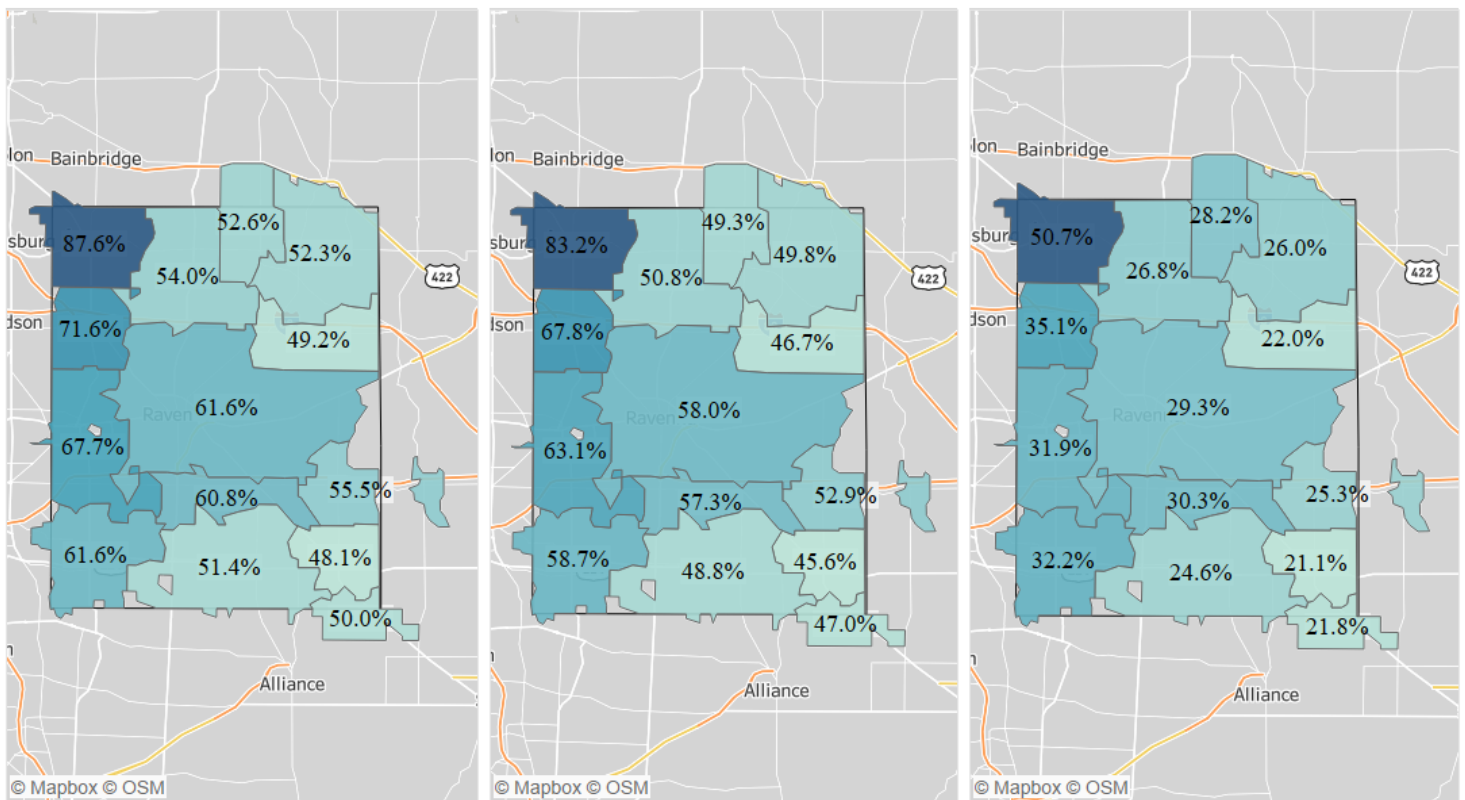 lon Bainbridge
52.6%
sburg
87.6%
52.3%
54.0%
422
dson
71.6%
49.2%
61.6%
Raven
67.7%
55.5%
60.8%
61.6%
51.4%
48.1%
50.0%
Alliance
© Mapbox © OSM
lon Bainbridge
49.3%
sburg
83.2%
49.8%
50.8%
422
dson
67.8%
46.7%
58.0%
Raven
63.1%
52.9%
57.3%
58.7%
48.8%
45.6%
47.0%
Alliance
© Mapbox © OSM
lon Bainbridge
28.2%
sburg
50.7%
26.0%
26.8%
422
dson
35.1%
22.0%
29.3%
Raven
31.9%
25.3%
30.3%
32.2%
24.6%
21.1%
21.8%
Alliance
© Mapbox © OSM